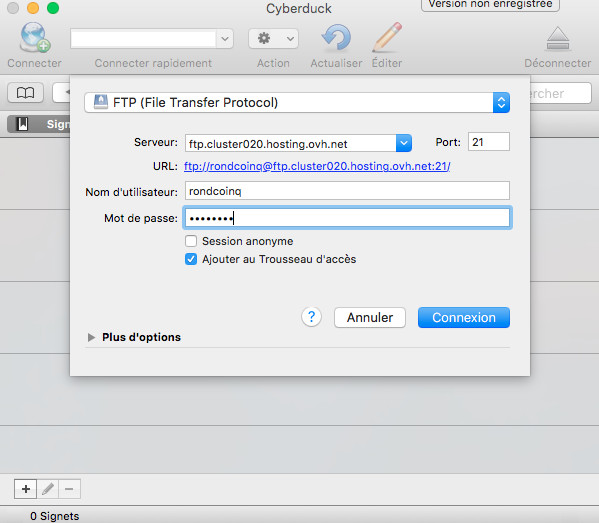 Cyberduck
Version non enregistrée
Connecter
Connecter rapidement
Action
Actualiser
Éditer
Déconnecter
FTP (File Transfer Protocol)
ercher
Sign
Serveur: ftp.cluster020.hosting.ovh.net Port: 21
URL: ftp://rondcoinq@ftp.cluster020.hosting.ovh.net:21/
Nom d'utilisateur: rondcoinq
Mot de passe: ••••••••
Session anonyme
Ajouter au Trousseau d'accès
? Annuler Connexion
Plus d'options
0 Signets